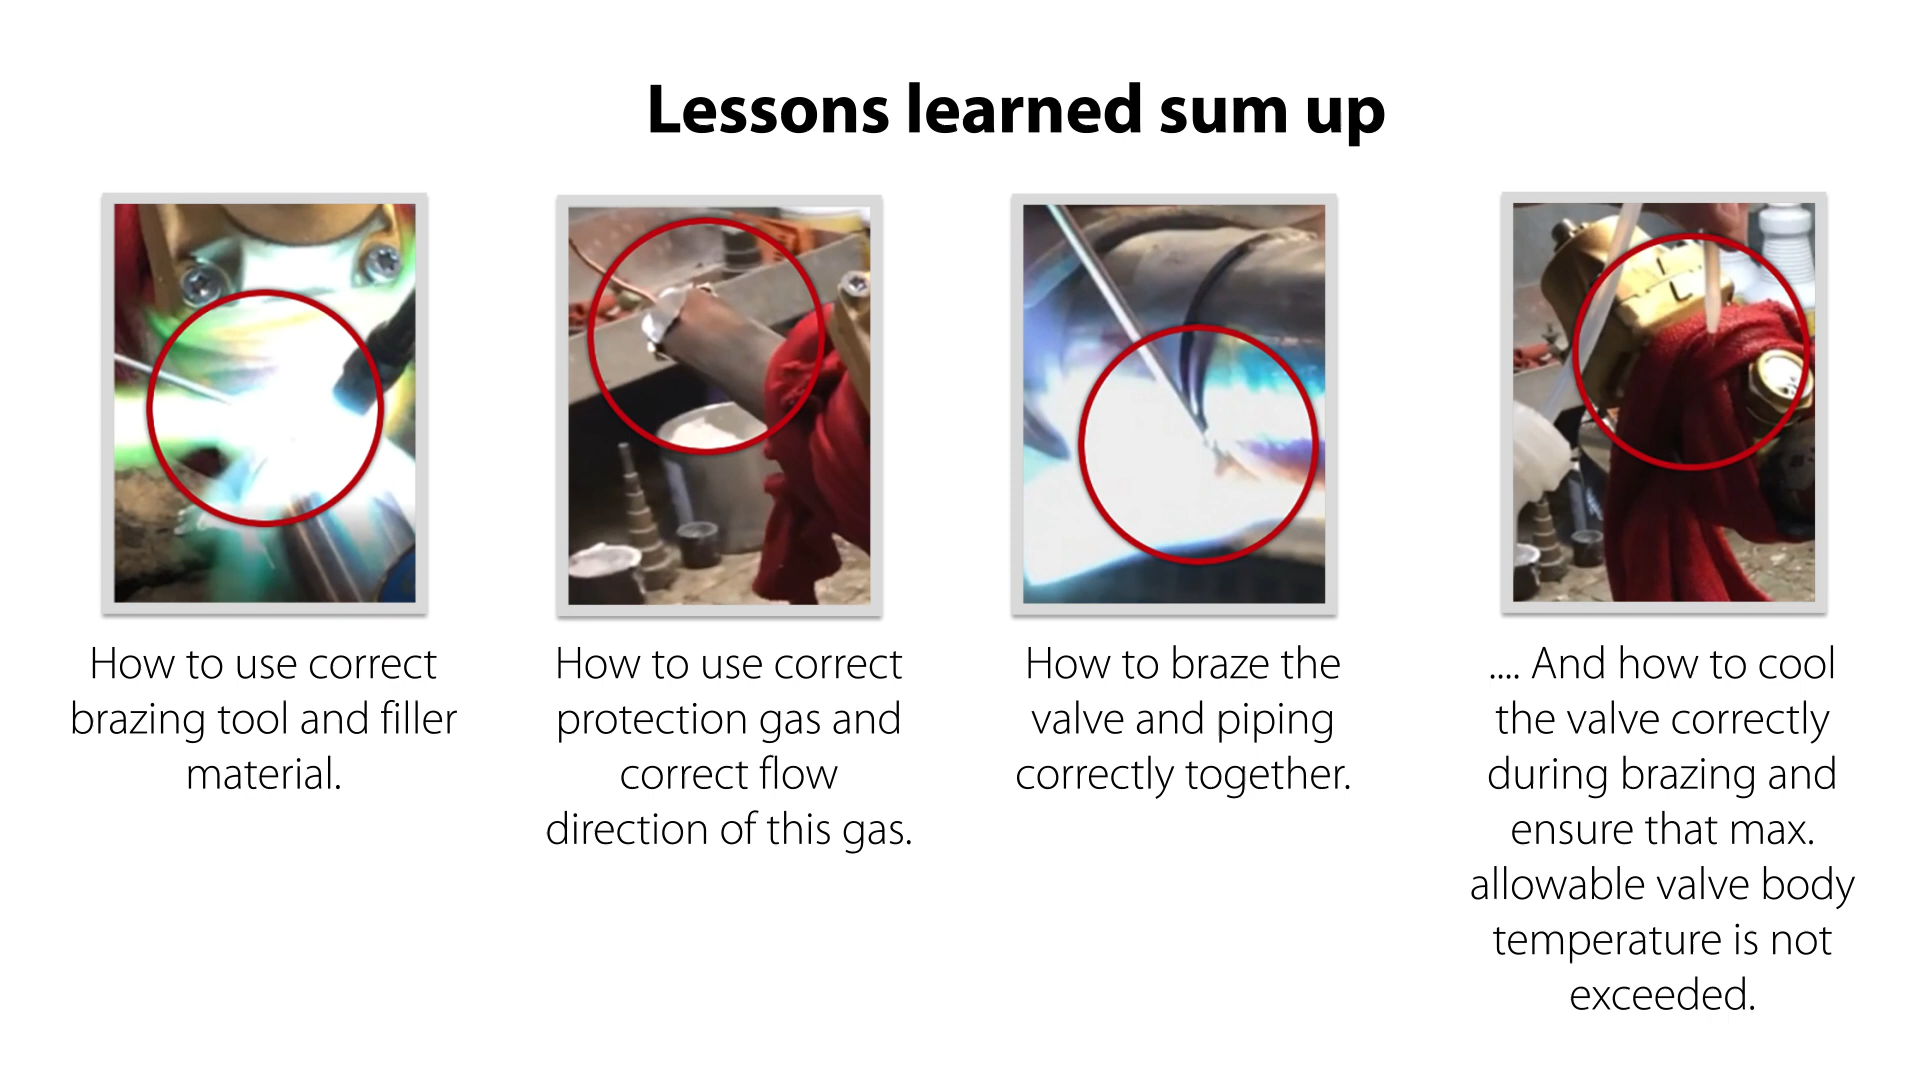 Lessons learned sum up
How to use correct
brazing tool and filler
material.
How to use correct
protection gas and
correct flow
direction of this gas.
How to braze the
valve and piping
correctly together.
.... And how to cool
the valve correctly
during brazing and
ensure that max.
allowable valve body
temperature is not
exceeded.